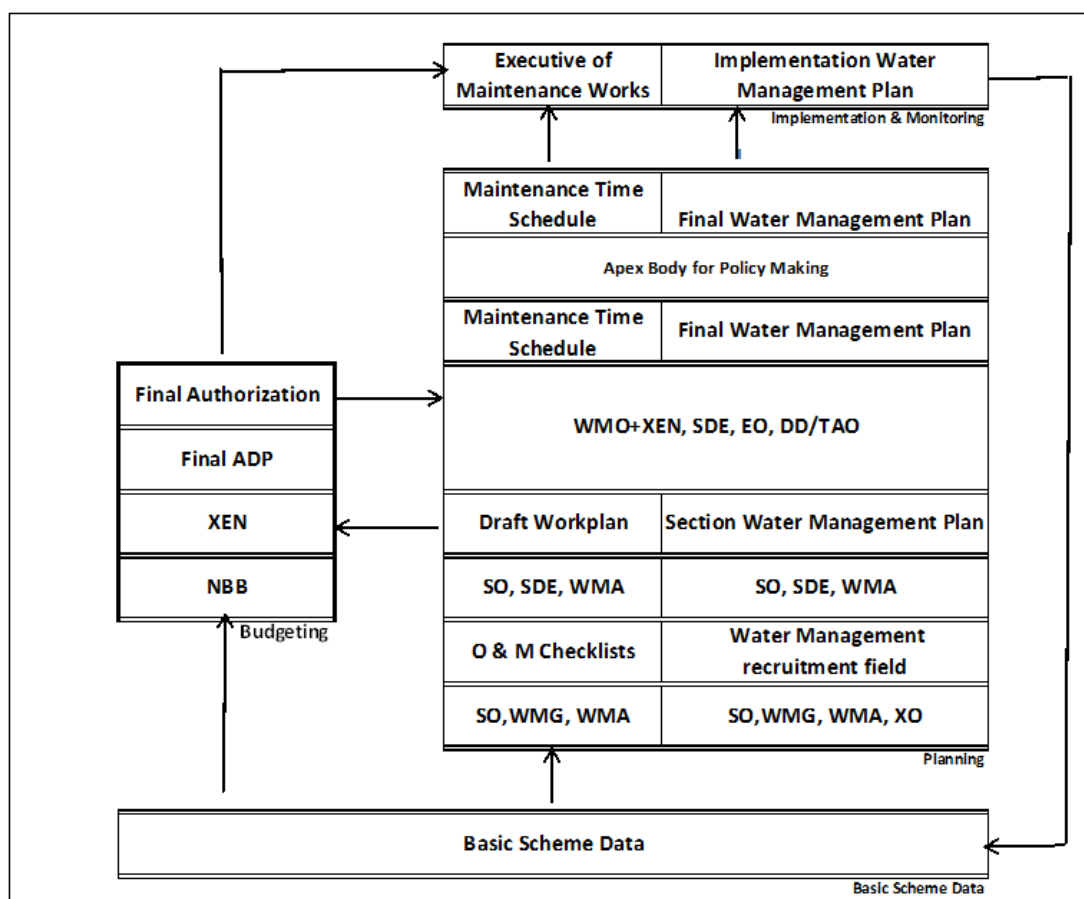 Executive of
Maintenance Works
Implementation Water
Management Plan
Implementation & Monitoring
Maintenance Time
Schedule
Final Water Management Plan
Apex Body for Policy Making
Maintenance Time
Schedule
Final Water Management Plan
Final Authorization
WMO+XEN, SDE, EO, DD/TAO
Final ADP
XEN
Draft Workplan
Section Water Management Plan
NBB
SO, SDE, WMA
SO, SDE, WMA
Budgeting
O & M Checklists
Water Management
recruitment field
SO,WMG, WMA
SO,WMG, WMA, XO
Planning
Basic Scheme Data
Basic Scheme Data